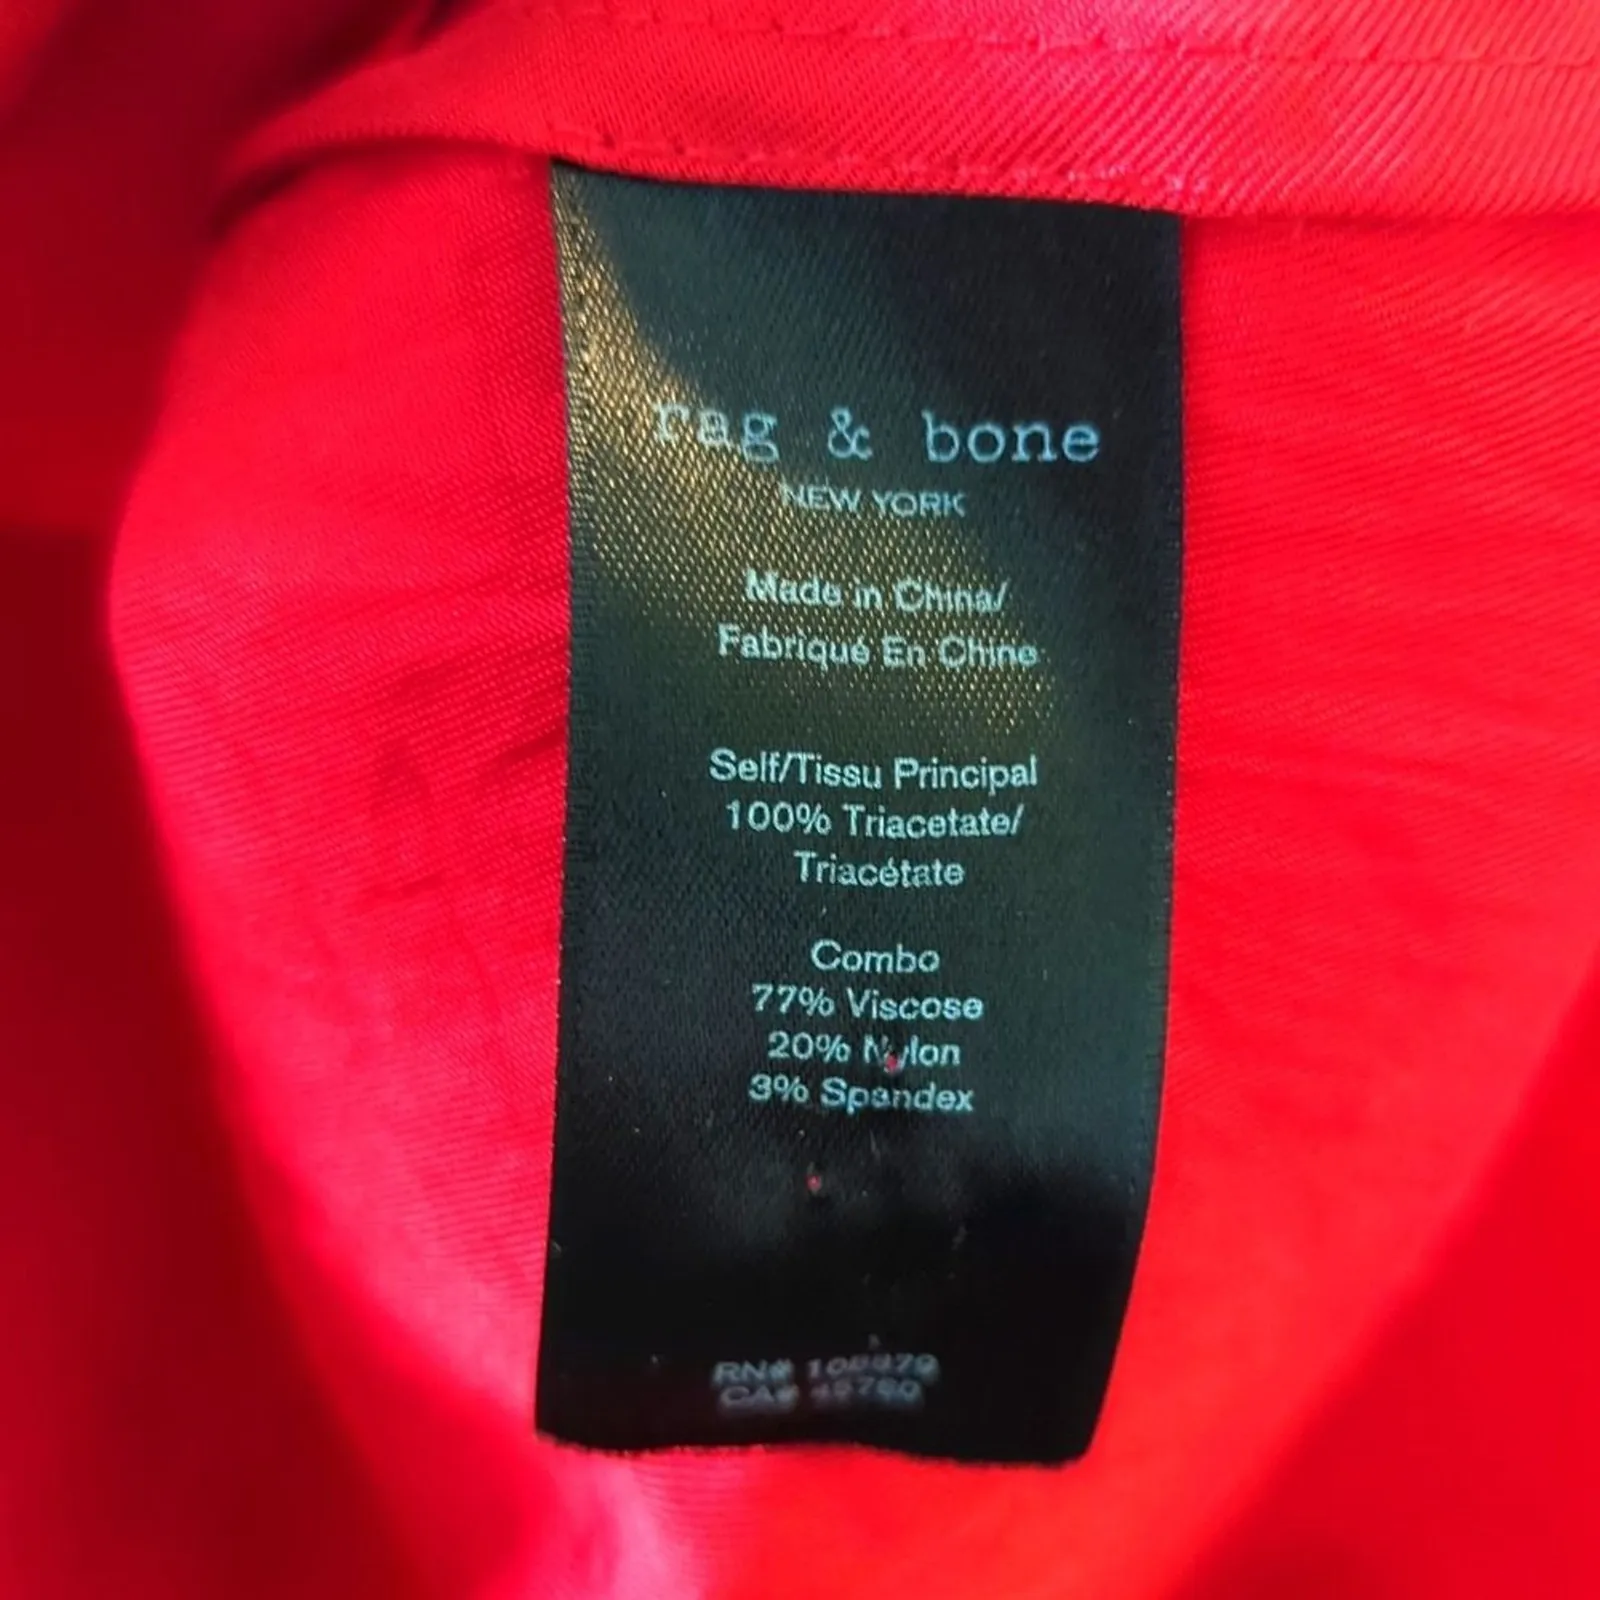 rag & bone
NEW YORK
Made in China/
Fabriqué En Chine
Self/Tissu Principal
100% Triacetate/
Triacétate
Combo
77% Viscose
20% Nylon
3% Spandex
RN#
CA#